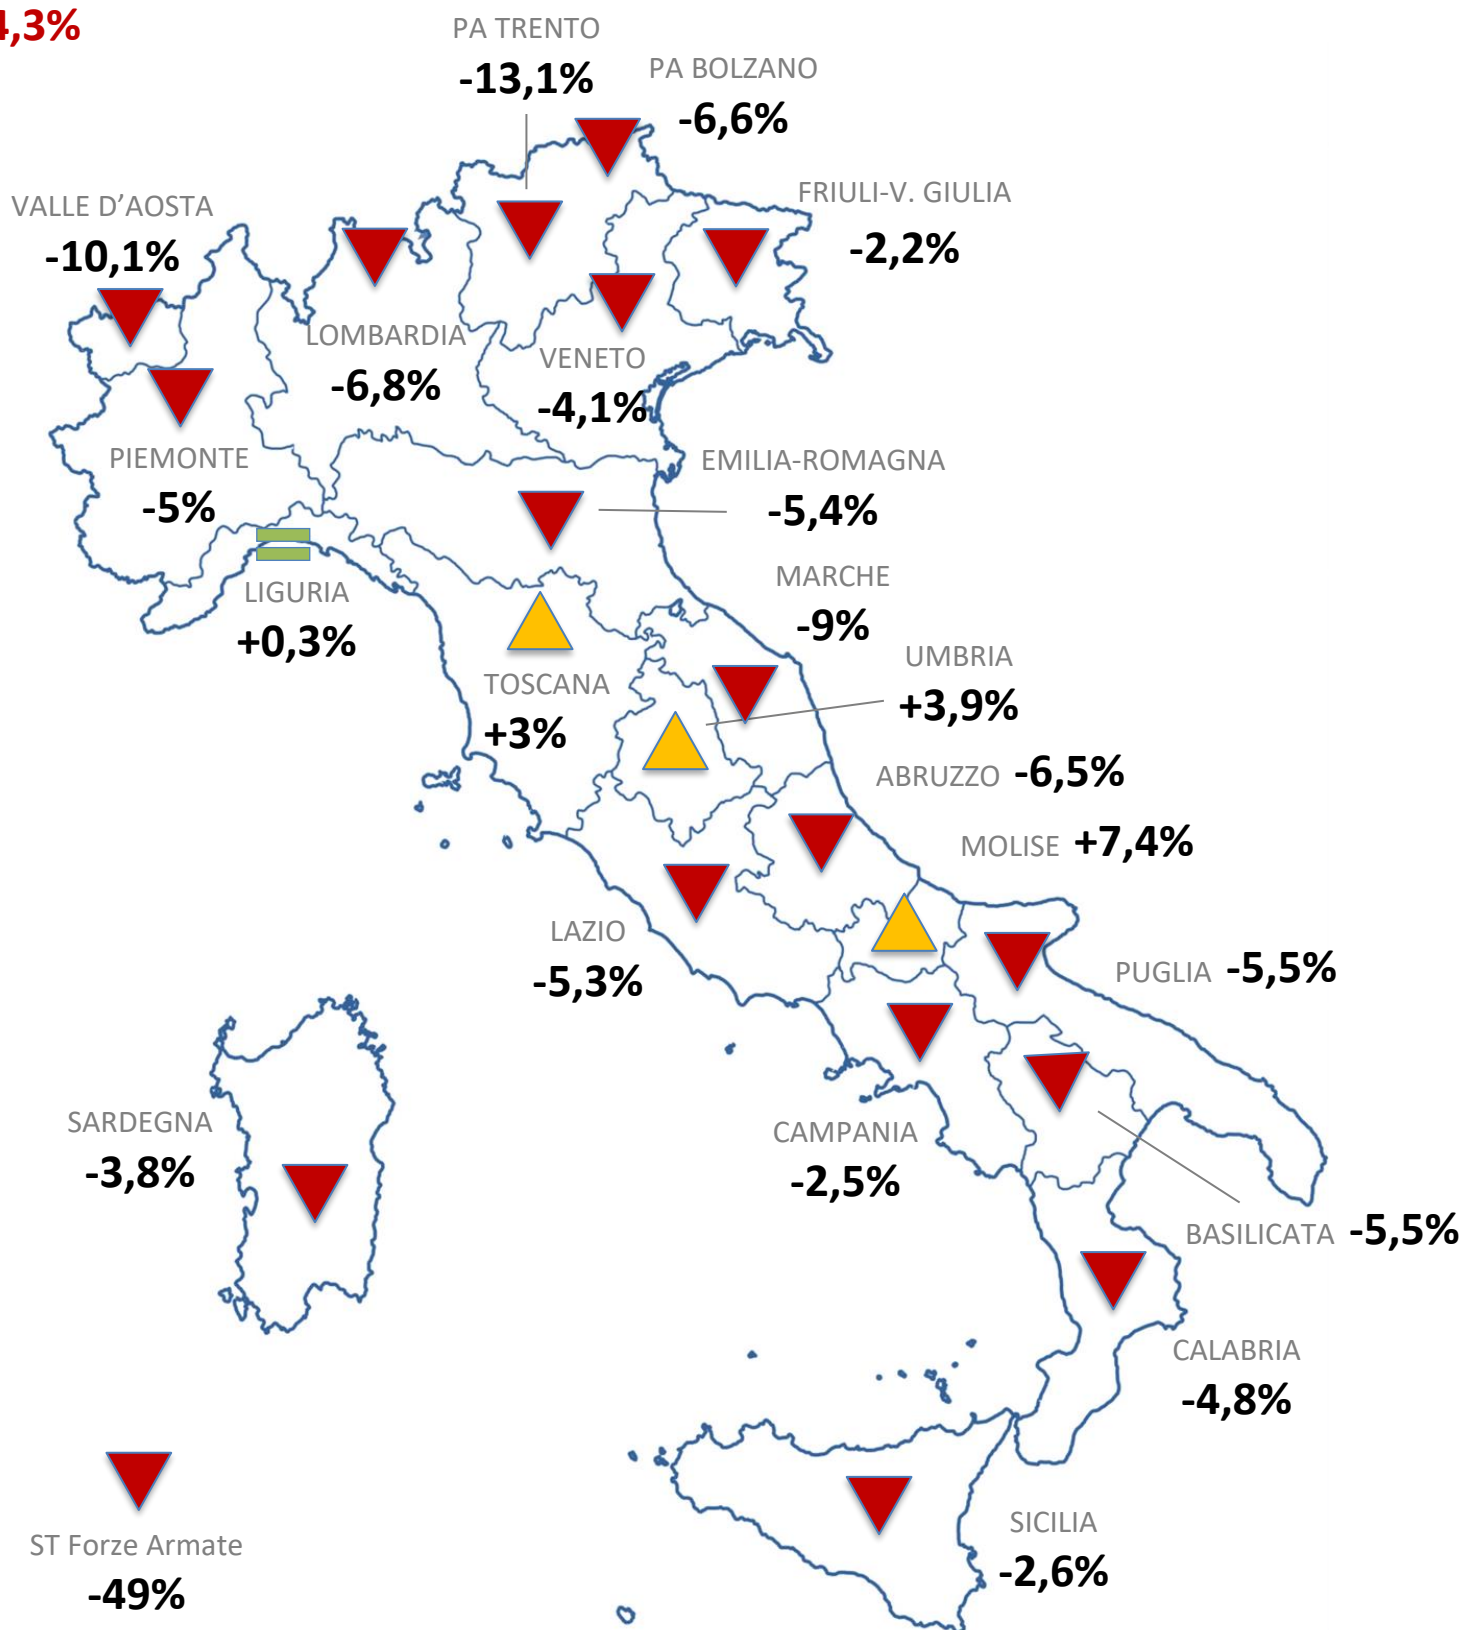 4,3%
PA TRENTO
-13,1%
PA BOLZANO
-6,6%
VALLE D’AOSTA
-10,1%
FRIULI-V. GIULIA
-2,2%
LOMBARDIA
-6,8%
VENETO
-4,1%
PIEMONTE
-5%
EMILIA-ROMAGNA
-5,4%
LIGURIA
+0,3%
MARCHE
-9%
TOSCANA
+3%
UMBRIA
+3,9%
ABRUZZO -6,5%
MOLISE +7,4%
LAZIO
-5,3%
PUGLIA -5,5%
SARDEGNA
-3,8%
CAMPANIA
-2,5%
BASILICATA -5,5%
CALABRIA
-4,8%
ST Forze Armate
-49%
SICILIA
-2,6%